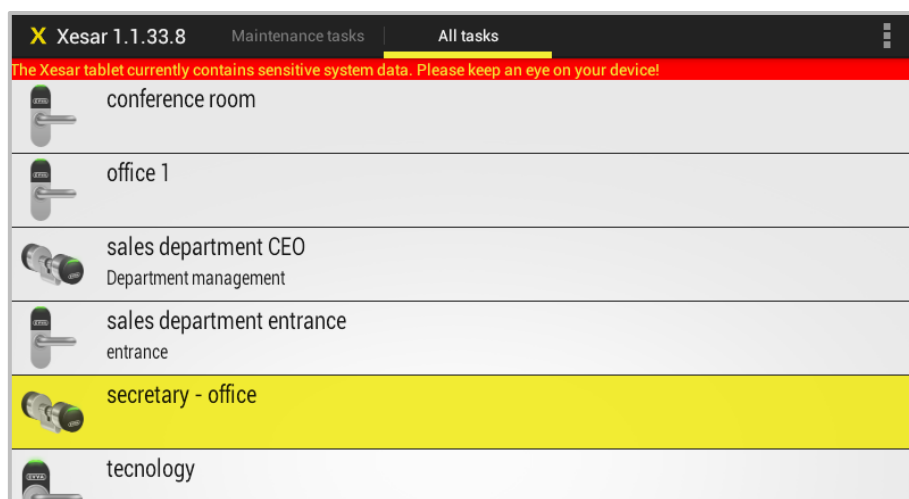 X Xesar 1.1.33.8 Maintenance tasks All tasks
The Xesar tablet currently contains sensitive system data. Please keep an eye on your device!
conference room
office 1
sales department CEO
Department management
sales department entrance
entrance
secretary - office
tecnology
EVVA